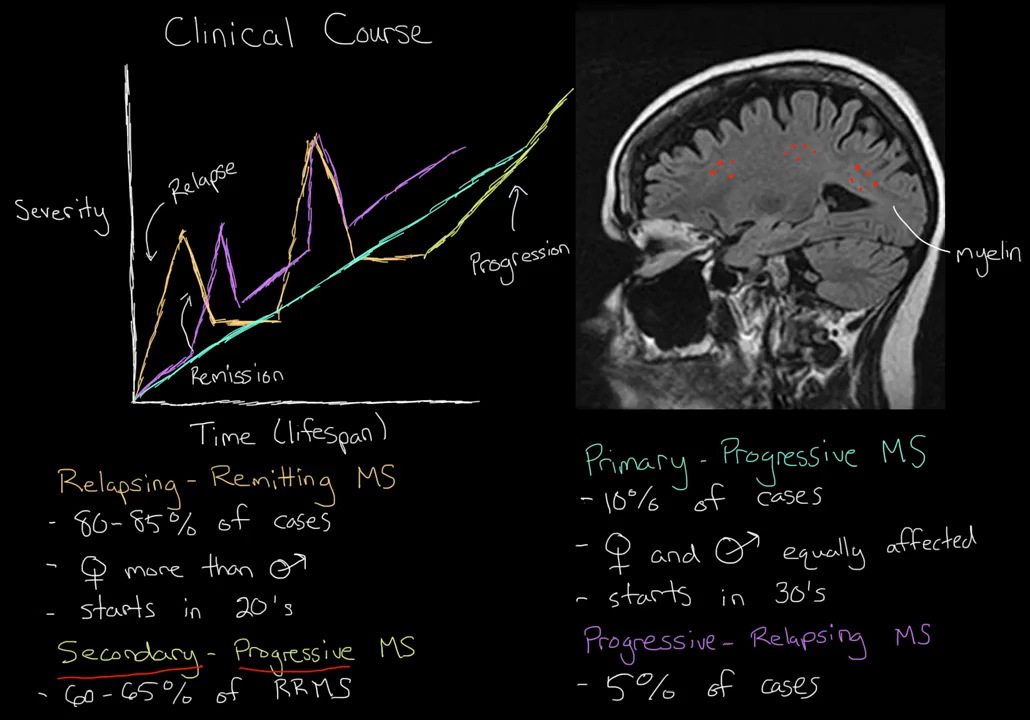 Clinical Course
Relapse
Severity
Progression
Remission
Time (lifespan)
myelin
Relapsing - Remitting MS
- 80-85% of cases
- ♀ more than ♂
- starts in 20's
Secondary - Progressive MS
- 60-65% of RRMS
Primary - Progressive MS
- 10% of cases
- ♀ and ♂ equally affected
- starts in 30's
Progressive - Relapsing MS
- 5% of cases